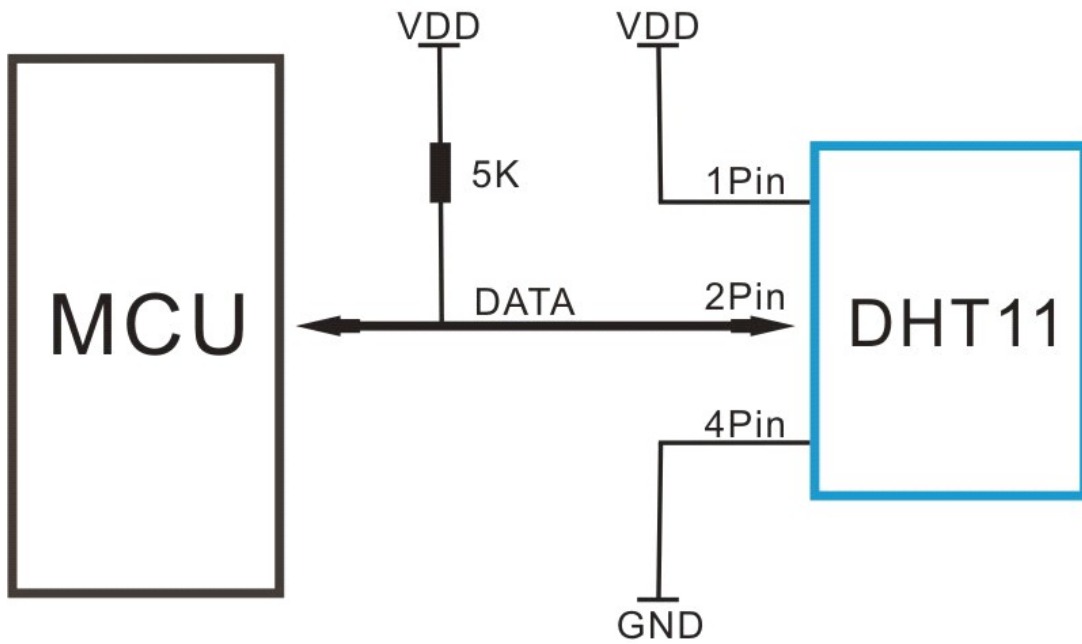 VDD
VDD
5K
1Pin
MCU
DATA
2Pin
DHT11
4Pin
GND